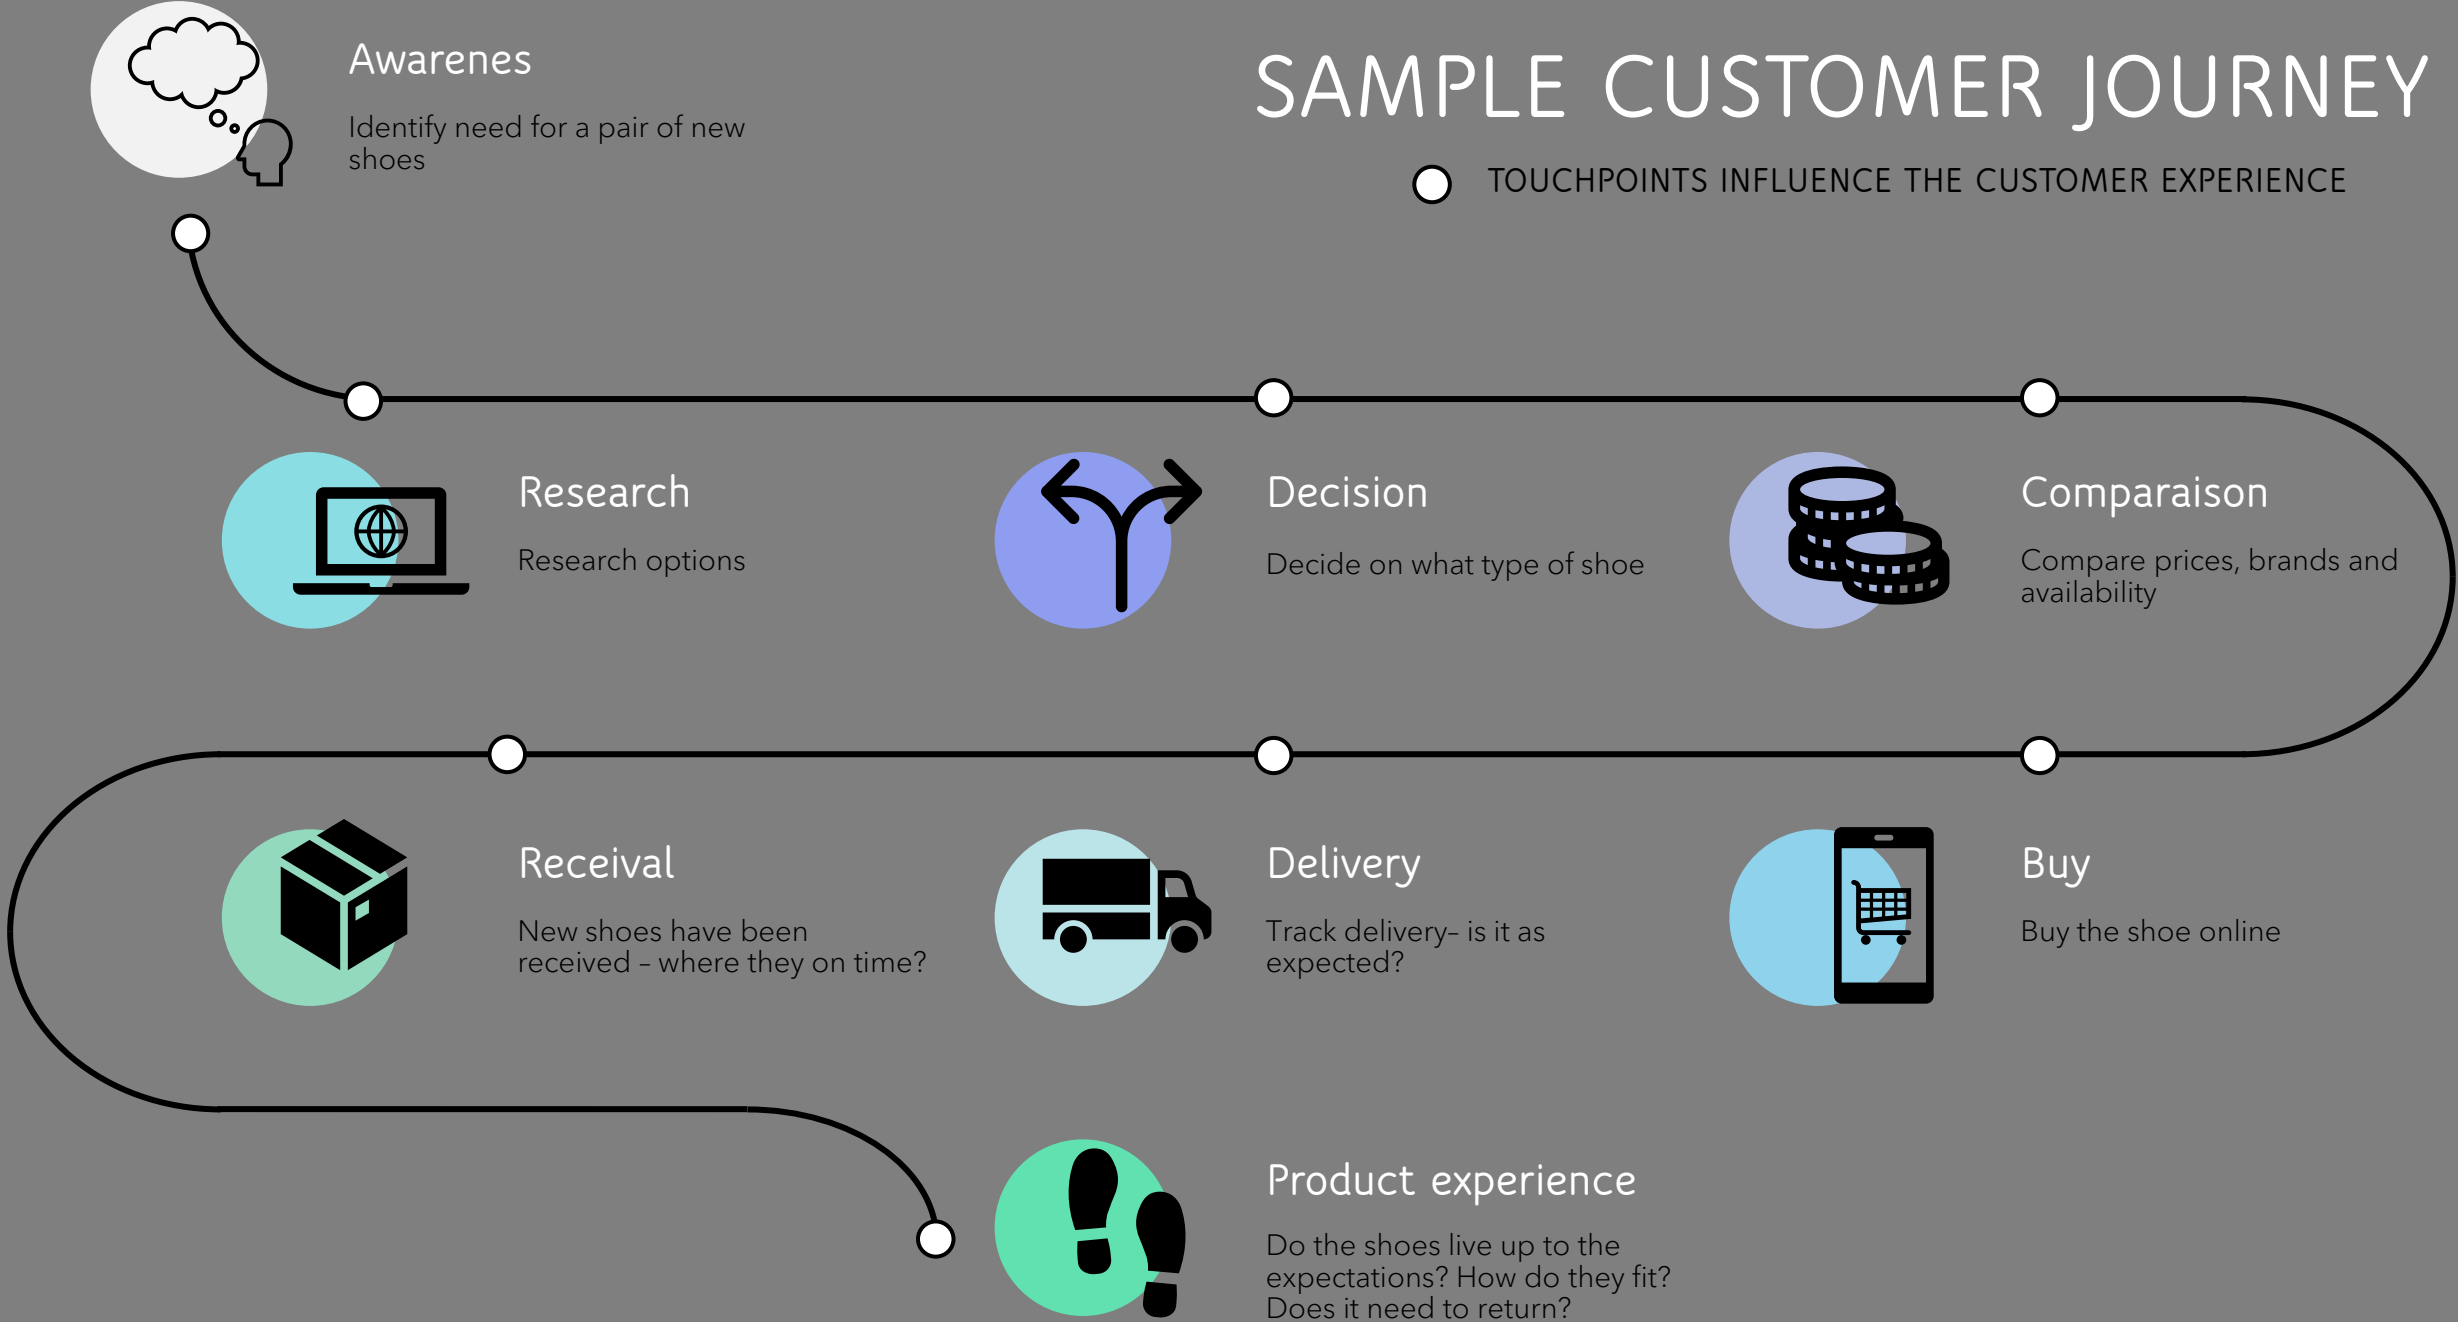 SAMPLE CUSTOMER JOURNEY
TOUCHPOINTS INFLUENCE THE CUSTOMER EXPERIENCE
Awarenes
Identify need for a pair of new
shoes
Research
Research options
Decision
Decide on what type of shoe
Comparaison
Compare prices, brands and
availability
Buy
Buy the shoe online
Delivery
Track delivery– is it as
expected?
Receival
New shoes have been
received – where they on time?
Product experience
Do the shoes live up to the
expectations? How do they fit?
Does it need to return?